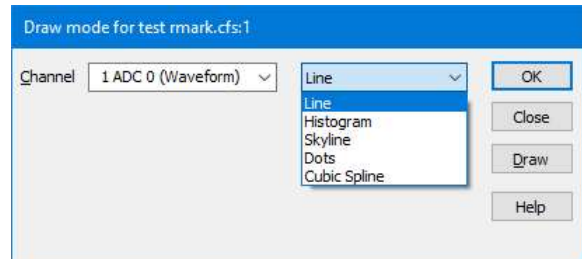 Draw mode for test rmark.cfs:1
Channel 1 ADC 0 (Waveform) Line OK
Line
Histogram
Skyline
Dots
Cubic Spline
Close
Draw
Help